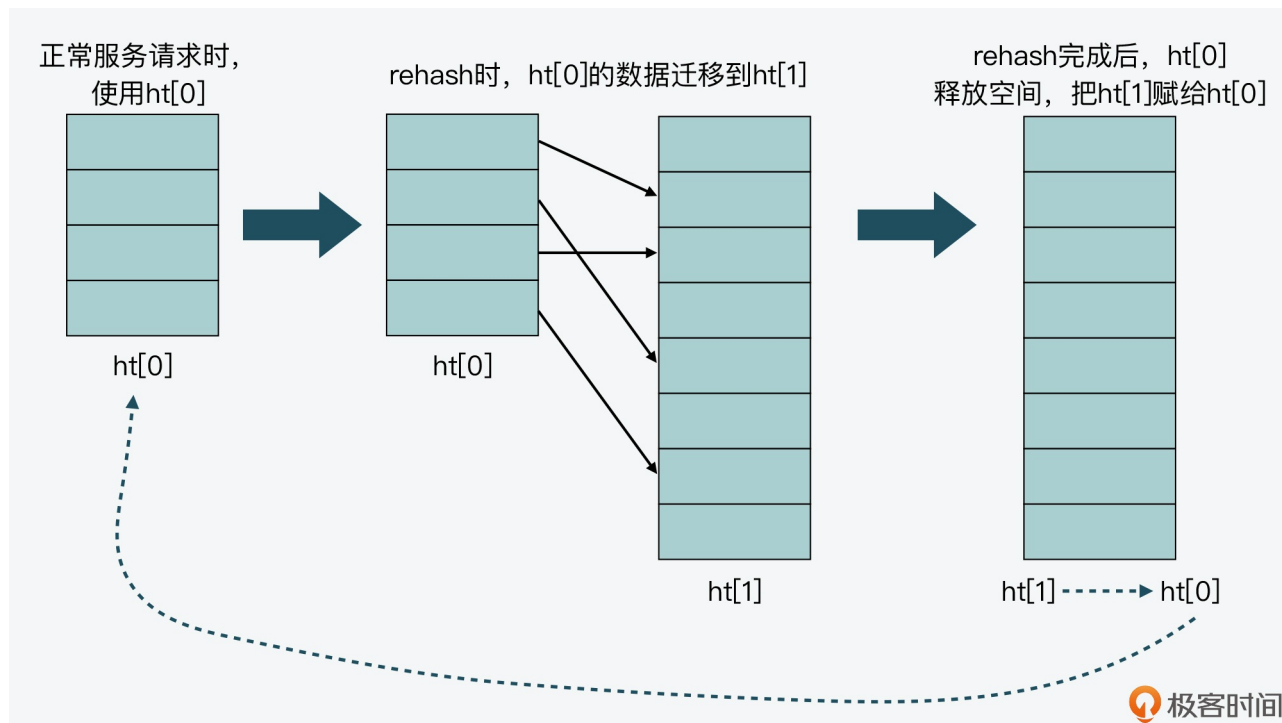 正常服务请求时，
使用ht[0]
rehash时，ht[0]的数据迁移到ht[1]
rehash完成后，ht[0]
释放空间，把ht[1]赋给ht[0]
ht[0]
ht[0]
ht[1]
ht[1]
ht[0]
极客时间